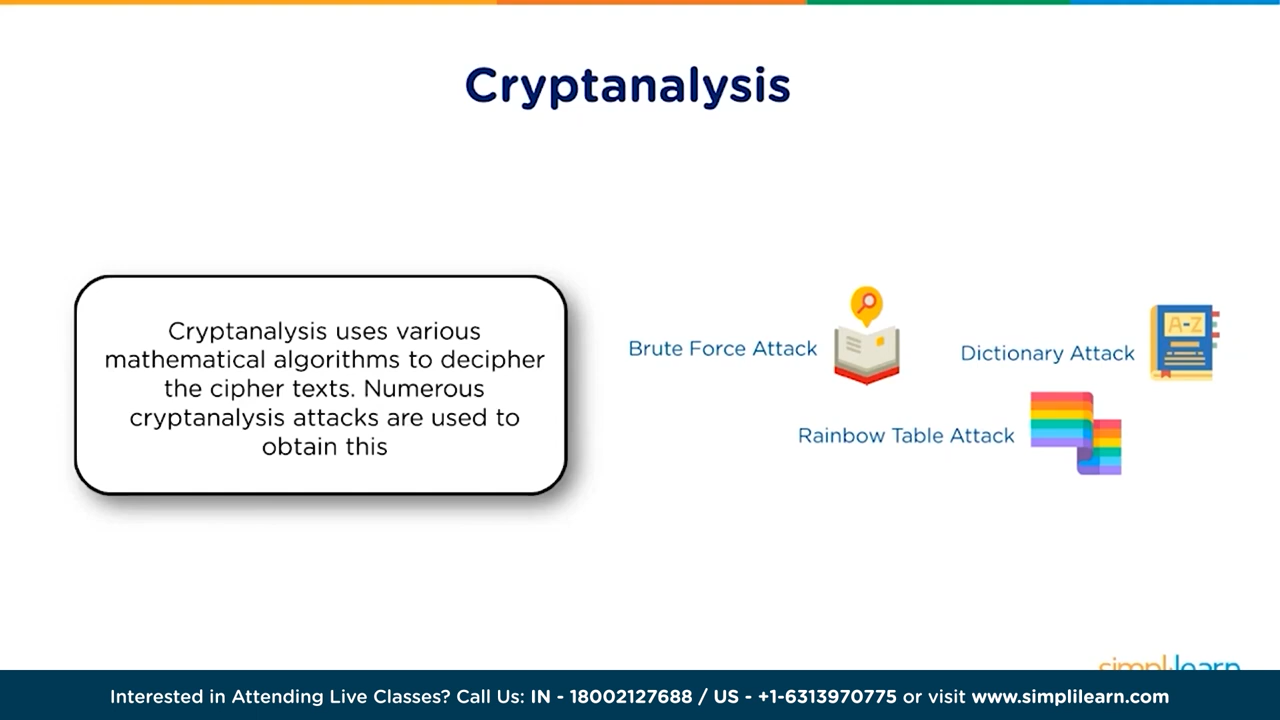 Cryptanalysis
Cryptanalysis uses various
mathematical algorithms to decipher
the cipher texts. Numerous
cryptanalysis attacks are used to
obtain this
Brute Force Attack
A-Z
Dictionary Attack
Rainbow Table Attack
simplilearn
Interested in Attending Live Classes? Call Us: IN - 18002127688 / US - +1-6313970775 or visit www.simplilearn.com